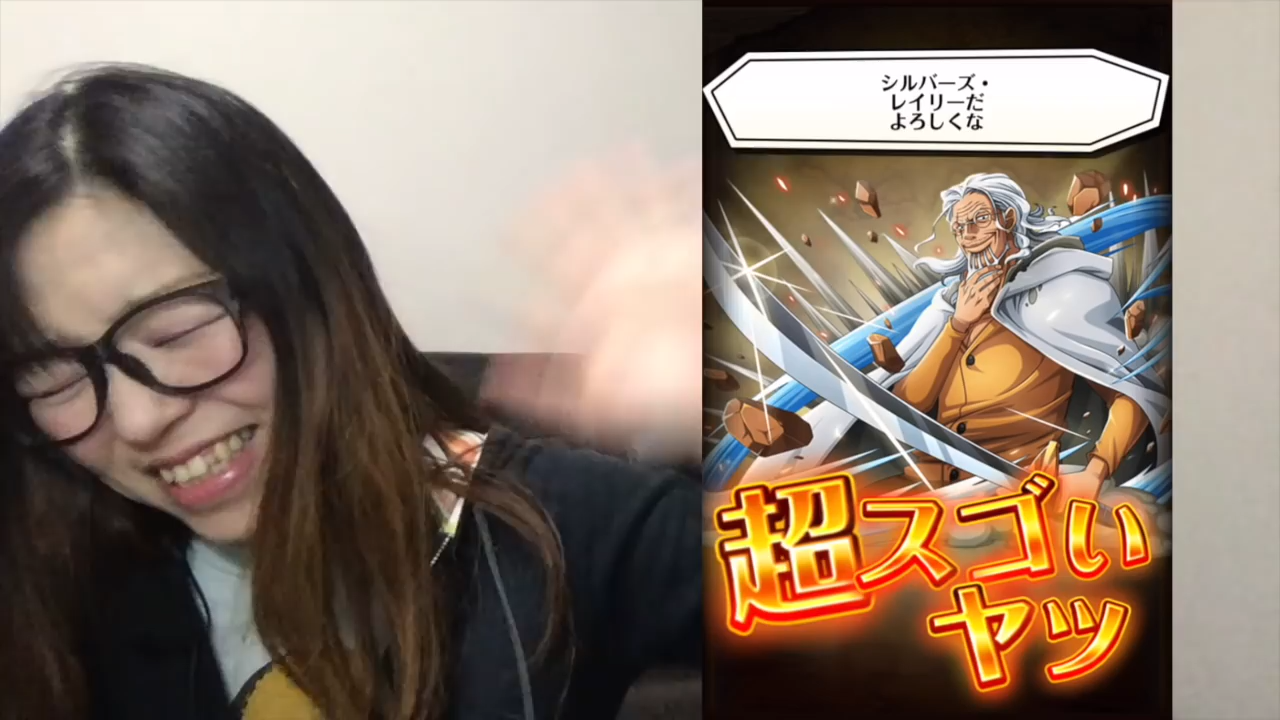 シルバーズ・
レイリーだ
よろしくな
超スゴい
ヤツ